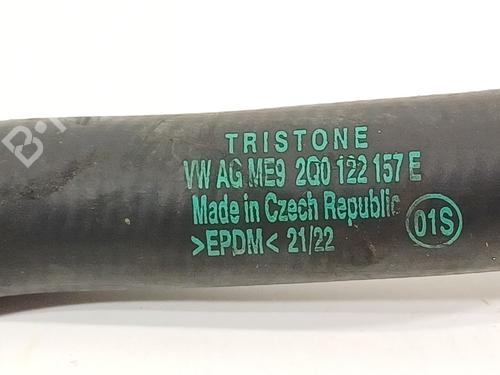 TRISTONE
VW AG ME9 2Q0 122 157 E
Made in Czech Republic
>EPDM< 21/22
01S